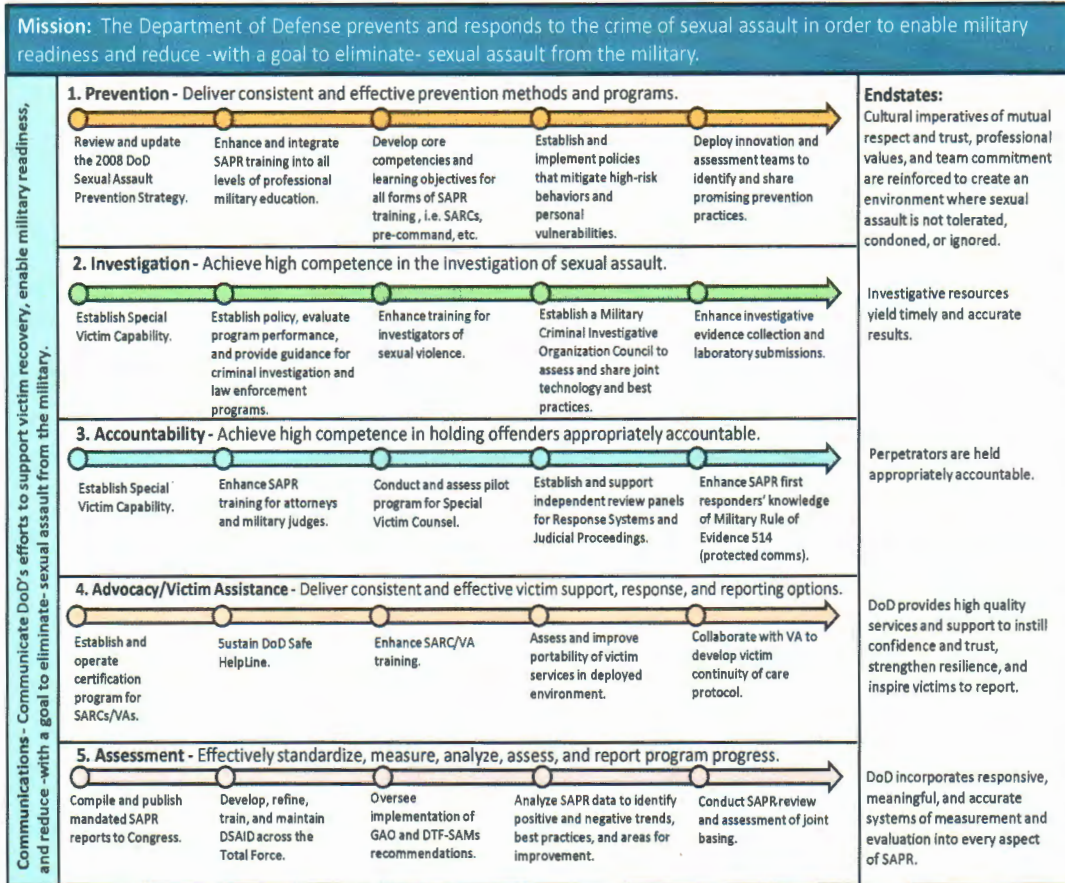 Mission: The Department of Defense prevents and responds to the crime of sexual assault in order to enable military
readiness and reduce -with a goal to eliminate- sexual assault from the military.
Communications - Communicate DoD's efforts to support victim recovery, enable military readiness,
and reduce -with a goal to eliminate- sexual assault from the military.
1. Prevention - Deliver consistent and effective prevention methods and programs.
Review and update
the 2008 DoD
Sexual Assault
Prevention Strategy.
Enhance and integrate
SAPR training into all
levels of professional
military education.
Develop core
competencies and
learning objectives for
all forms of SAPR
training , i.e. SARCs,
pre-command, etc.
Establish and
implement policies
that mitigate high-risk
behaviors and
personal
vulnerabilities.
Deploy innovation and
assessment teams to
identify and share
promising prevention
practices.
Endstates:
Cultural imperatives of mutual
respect and trust, professional
values, and team commitment
are reinforced to create an
environment where sexual
assault is not tolerated,
condoned, or ignored.
2. Investigation - Achieve high competence in the investigation of sexual assault.
Establish Special
Victim Capability.
Establish policy, evaluate
program performance,
and provide guidance for
criminal investigation and
law enforcement
programs.
Enhance training for
investigators of
sexual violence.
Establish a Military
Criminal Investigative
Organization Council to
assess and share joint
technology and best
practices.
Enhance investigative
evidence collection and
laboratory submissions.
Investigative resources
yield timely and accurate
results.
3. Accountability - Achieve high competence in holding offenders appropriately accountable.
Establish Special
Victim Capability.
Enhance SAPR
training for attorneys
and military judges.
Conduct and assess pilot
program for Special
Victim Counsel.
Establish and support
independent review panels
for Response Systems and
Judicial Proceedings.
Enhance SAPR first
responders' knowledge
of Military Rule of
Evidence 514
(protected comms).
Perpetrators are held
appropriately accountable.
4. Advocacy/Victim Assistance - Deliver consistent and effective victim support, response, and reporting options.
Establish and
operate
certification
program for
SARCs/VAs.
Sustain DoD Safe
HelpLine.
Enhance SARC/VA
training.
Assess and improve
portability of victim
services in deployed
environment.
Collaborate with VA to
develop victim
continuity of care
protocol.
DoD provides high quality
services and support to instill
confidence and trust,
strengthen resilience, and
inspire victims to report.
5. Assessment - Effectively standardize, measure, analyze, assess, and report program progress.
Compile and publish
mandated SAPR
reports to Congress.
Develop, refine,
train, and maintain
DSAID across the
Total Force.
Oversee
implementation of
GAO and DTF-SAMs
recommendations.
Analyze SAPR data to identify
positive and negative trends,
best practices, and areas for
improvement.
Conduct SAPR review
and assessment of joint
basing.
DoD incorporates responsive,
meaningful, and accurate
systems of measurement and
evaluation into every aspect
of SAPR.